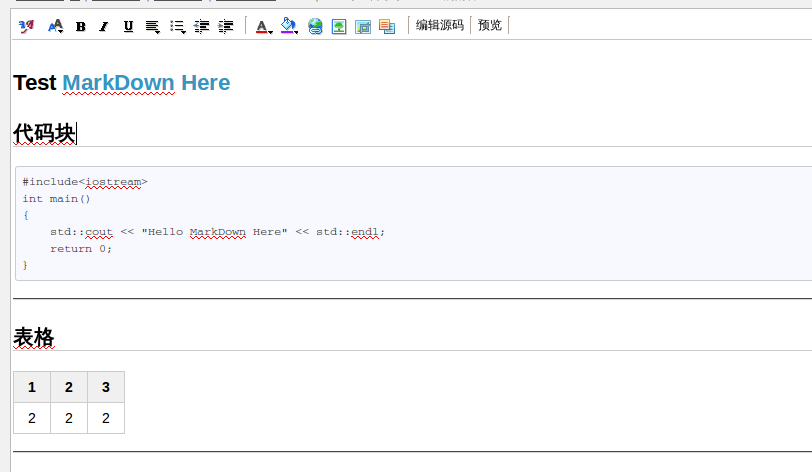 编辑源码 预览
Test MarkDown Here
代码块
#include<iostream>
int main()
{
    std::cout << "Hello MarkDown Here" << std::endl;
    return 0;
}
表格
1 2 3
2 2 2